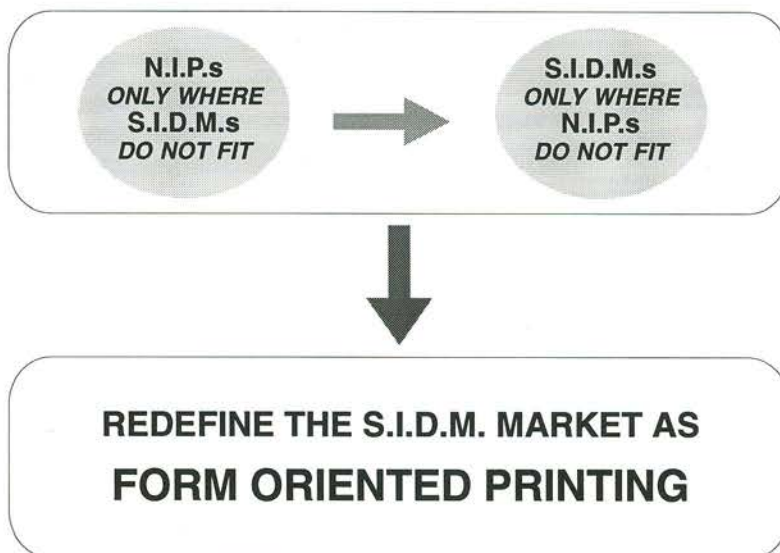 N.I.P.s
ONLY WHERE
S.I.D.M.s
DO NOT FIT
S.I.D.M.s
ONLY WHERE
N.I.P.s
DO NOT FIT
REDEFINE THE S.I.D.M. MARKET AS
FORM ORIENTED PRINTING